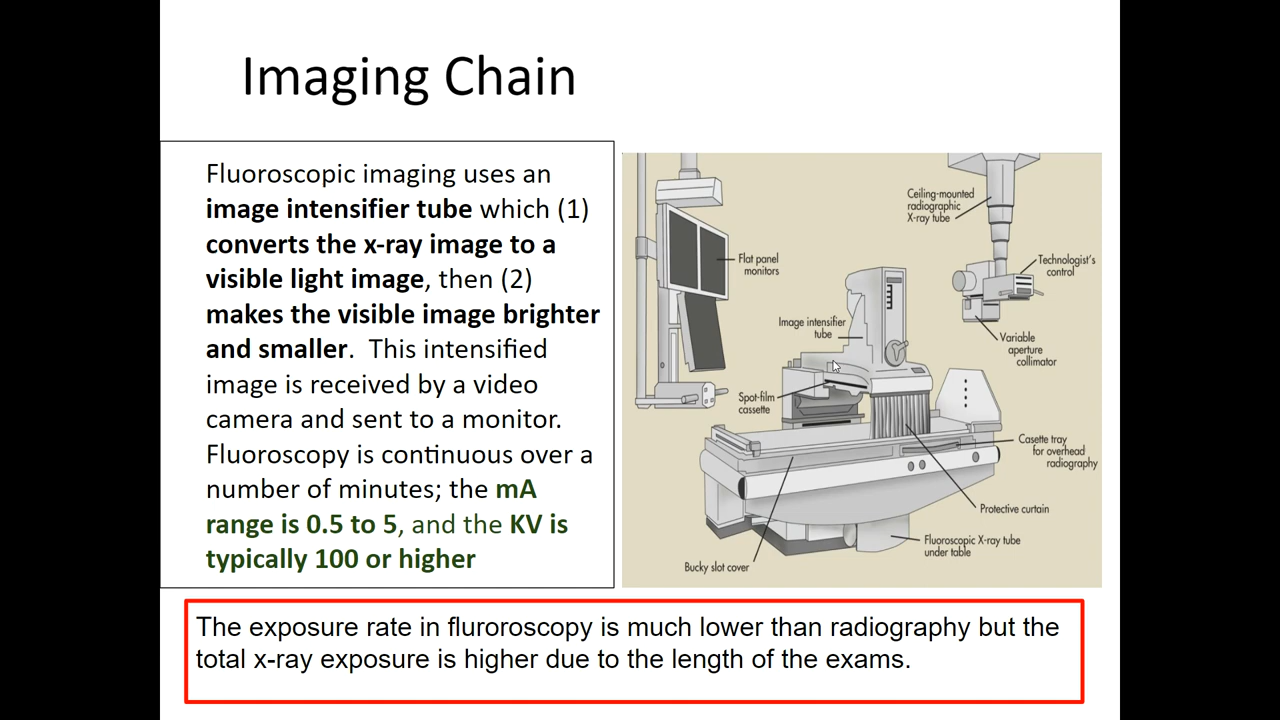 Imaging Chain
Fluoroscopic imaging uses an
image intensifier tube which (1)
converts the x-ray image to a
visible light image, then (2)
makes the visible image brighter
and smaller. This intensified
image is received by a video
camera and sent to a monitor.
Fluoroscopy is continuous over a
number of minutes; the mA
range is 0.5 to 5, and the KV is
typically 100 or higher
Ceiling-mounted
radiographic
X-ray tube
Flat panel
monitors
Technologist's
control
Image intensifier
tube
Variable
aperture
collimator
Spot-film
cassette
Casette tray
for overhead
radiography
Protective curtain
Fluoroscopic X-ray tube
under table
Bucky slot cover
The exposure rate in fluroroscopy is much lower than radiography but the
total x-ray exposure is higher due to the length of the exams.